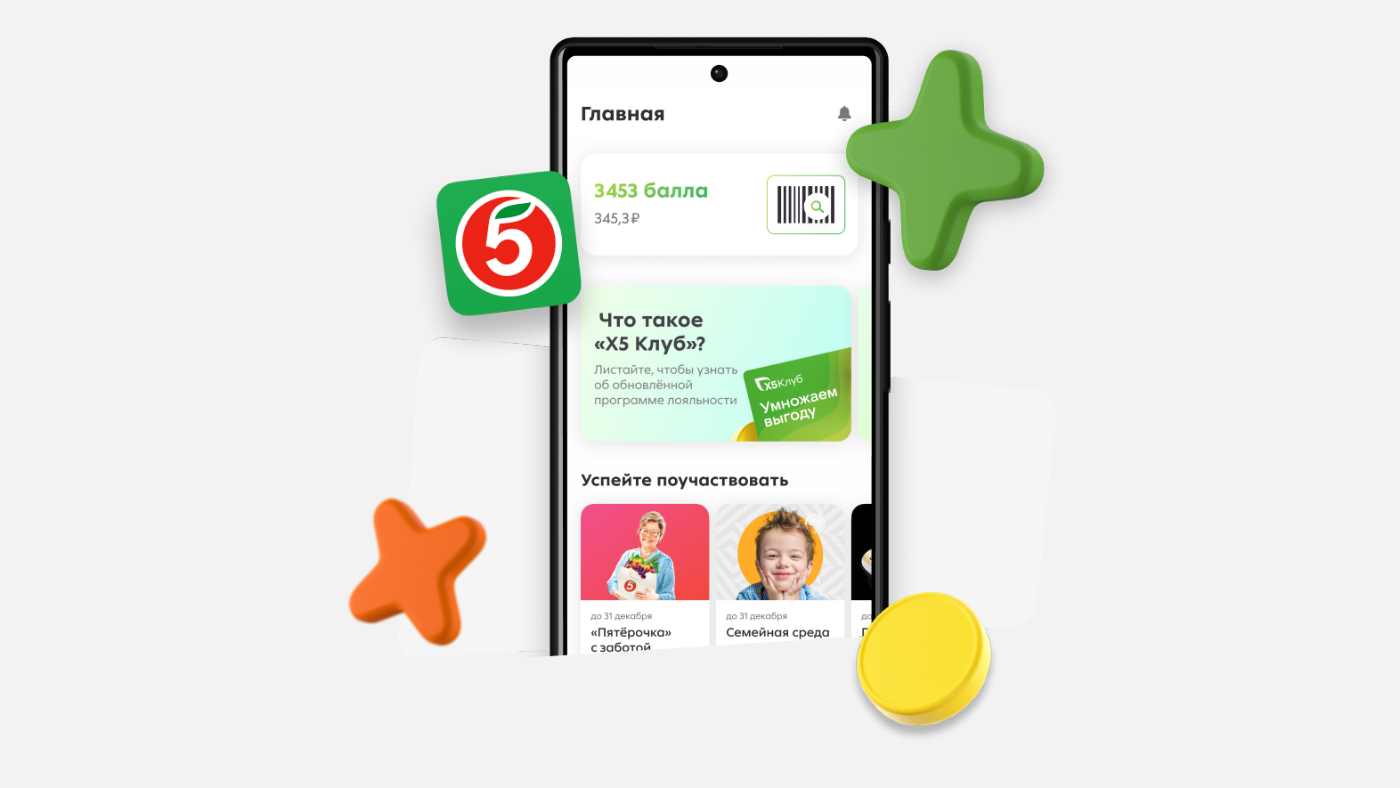 Главная
3453 балла
345,3 ₽
5
Что такое
«Х5 Клуб»?
Листайте, чтобы узнать
об обновлённой
программе лояльности
Х5Клуб
Умножаем
выгоду
Успейте поучаствовать
5
до 31 декабря
«Пятёрочка»
с заботой
до 31 декабря
Семейная среда